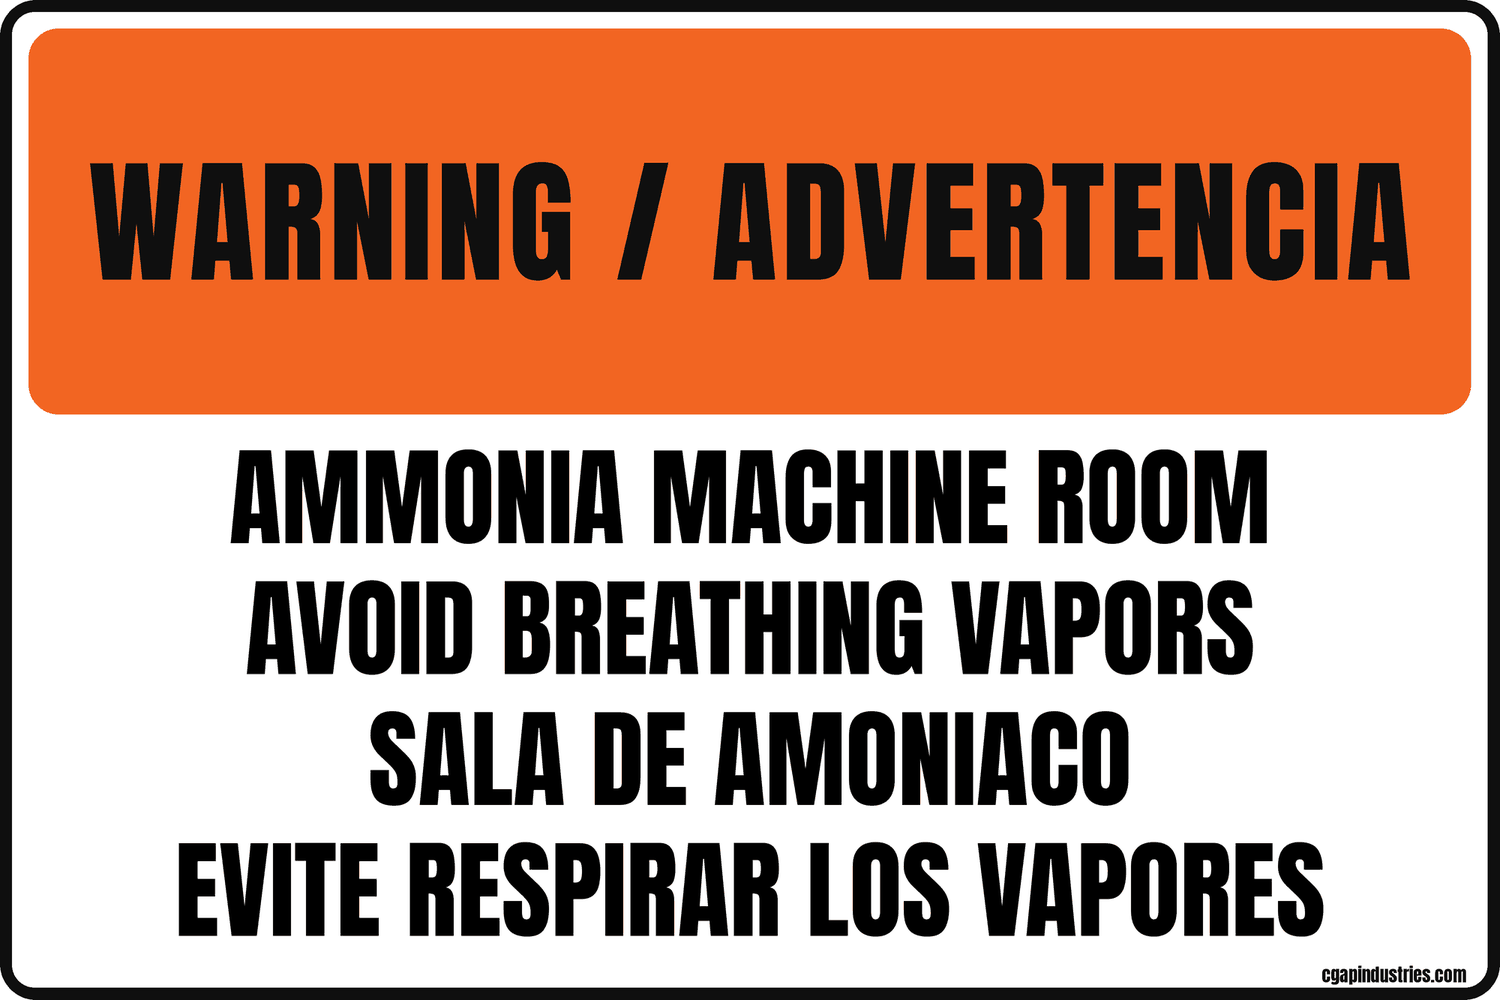 WARNING / ADVERTENCIA
AMMONIA MACHINE ROOM
AVOID BREATHING VAPORS
SALA DE AMONIACO
EVITE RESPIRAR LOS VAPORES
cgapindustries.com